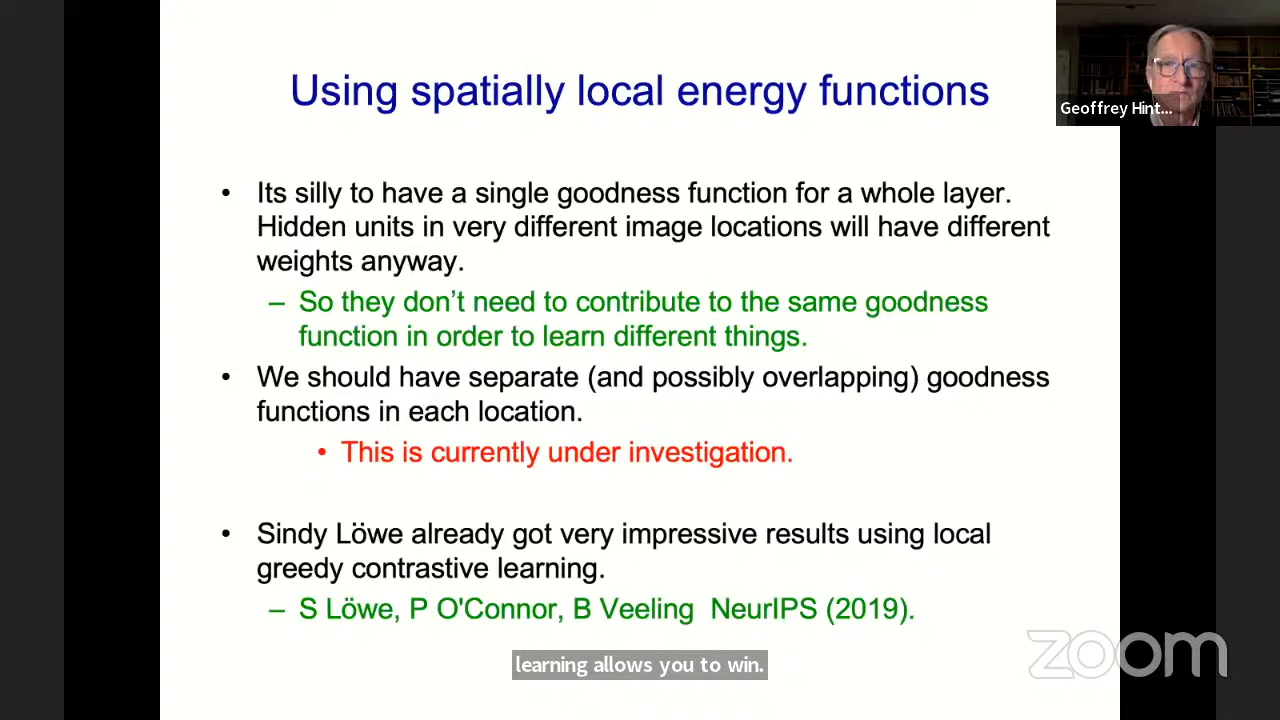 Using spatially local energy functions
Geoffrey Hint...
• Its silly to have a single goodness function for a whole layer.
Hidden units in very different image locations will have different
weights anyway.
– So they don’t need to contribute to the same goodness
function in order to learn different things.
• We should have separate (and possibly overlapping) goodness
functions in each location.
• This is currently under investigation.
• Sindy Löwe already got very impressive results using local
greedy contrastive learning.
– S Löwe, P O'Connor, B Veeling NeurIPS (2019).
zoom
learning allows you to win.